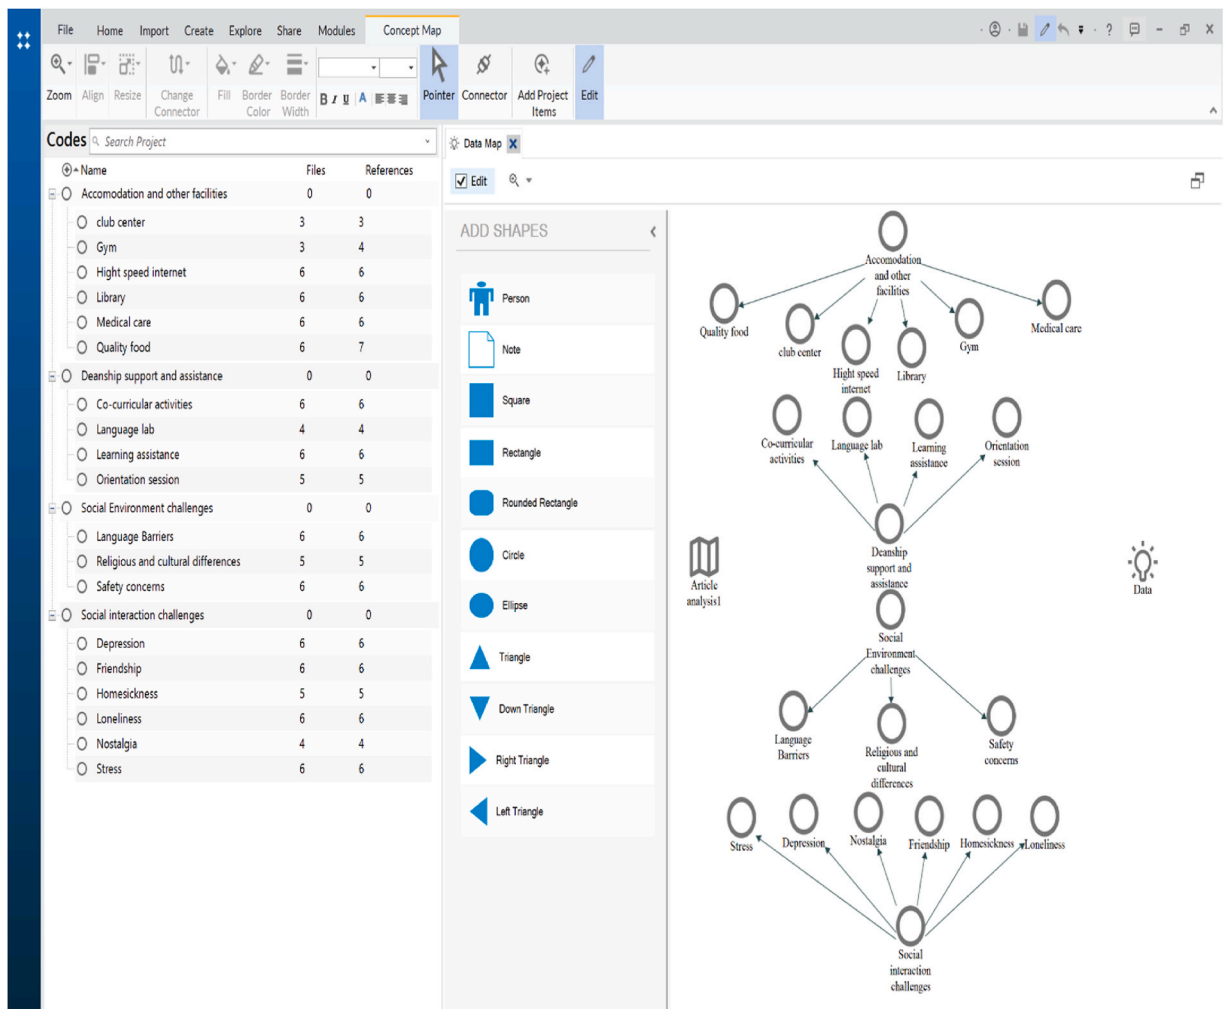 File Home Import Create Explore Share Modules Concept Map
?
Zoom Align Resize Change Connector Fill Border Color Border Width B I U A Pointer Connector Add Project Items Edit
Codes Search Project
Name Files References
Accomodation and other facilities 0 0
club center 3 3
Gym 3 4
Hight speed internet 6 6
Library 6 6
Medical care 6 6
Quality food 6 7
Deanship support and assistance 0 0
Co-curricular activities 6 6
Language lab 4 4
Learning assistance 6 6
Orientation session 5 5
Social Environment challenges 0 0
Language Barriers 6 6
Religious and cultural differences 5 5
Safety concerns 6 6
Social interaction challenges 0 0
Depression 6 6
Friendship 6 6
Homesickness 5 5
Loneliness 6 6
Nostalgia 4 4
Stress 6 6
Data Map
Edit
ADD SHAPES
Person
Note
Square
Rectangle
Rounded Rectangle
Circle
Ellipse
Triangle
Down Triangle
Right Triangle
Left Triangle
Accomodation
and other
facilities
Quality food
club center
Hight speed
internet
Library
Gym
Medical care
Co-curricular
activities
Language lab
Learning
assistance
Orientation
session
Deanship
support and
assistance
Article
analysis1
Data
Social
Environment
challenges
Language
Barriers
Religious and
cultural
differences
Safety
concerns
Stress
Depression
Nostalgia
Friendship
Homesickness
Loneliness
Social
interaction
challenges